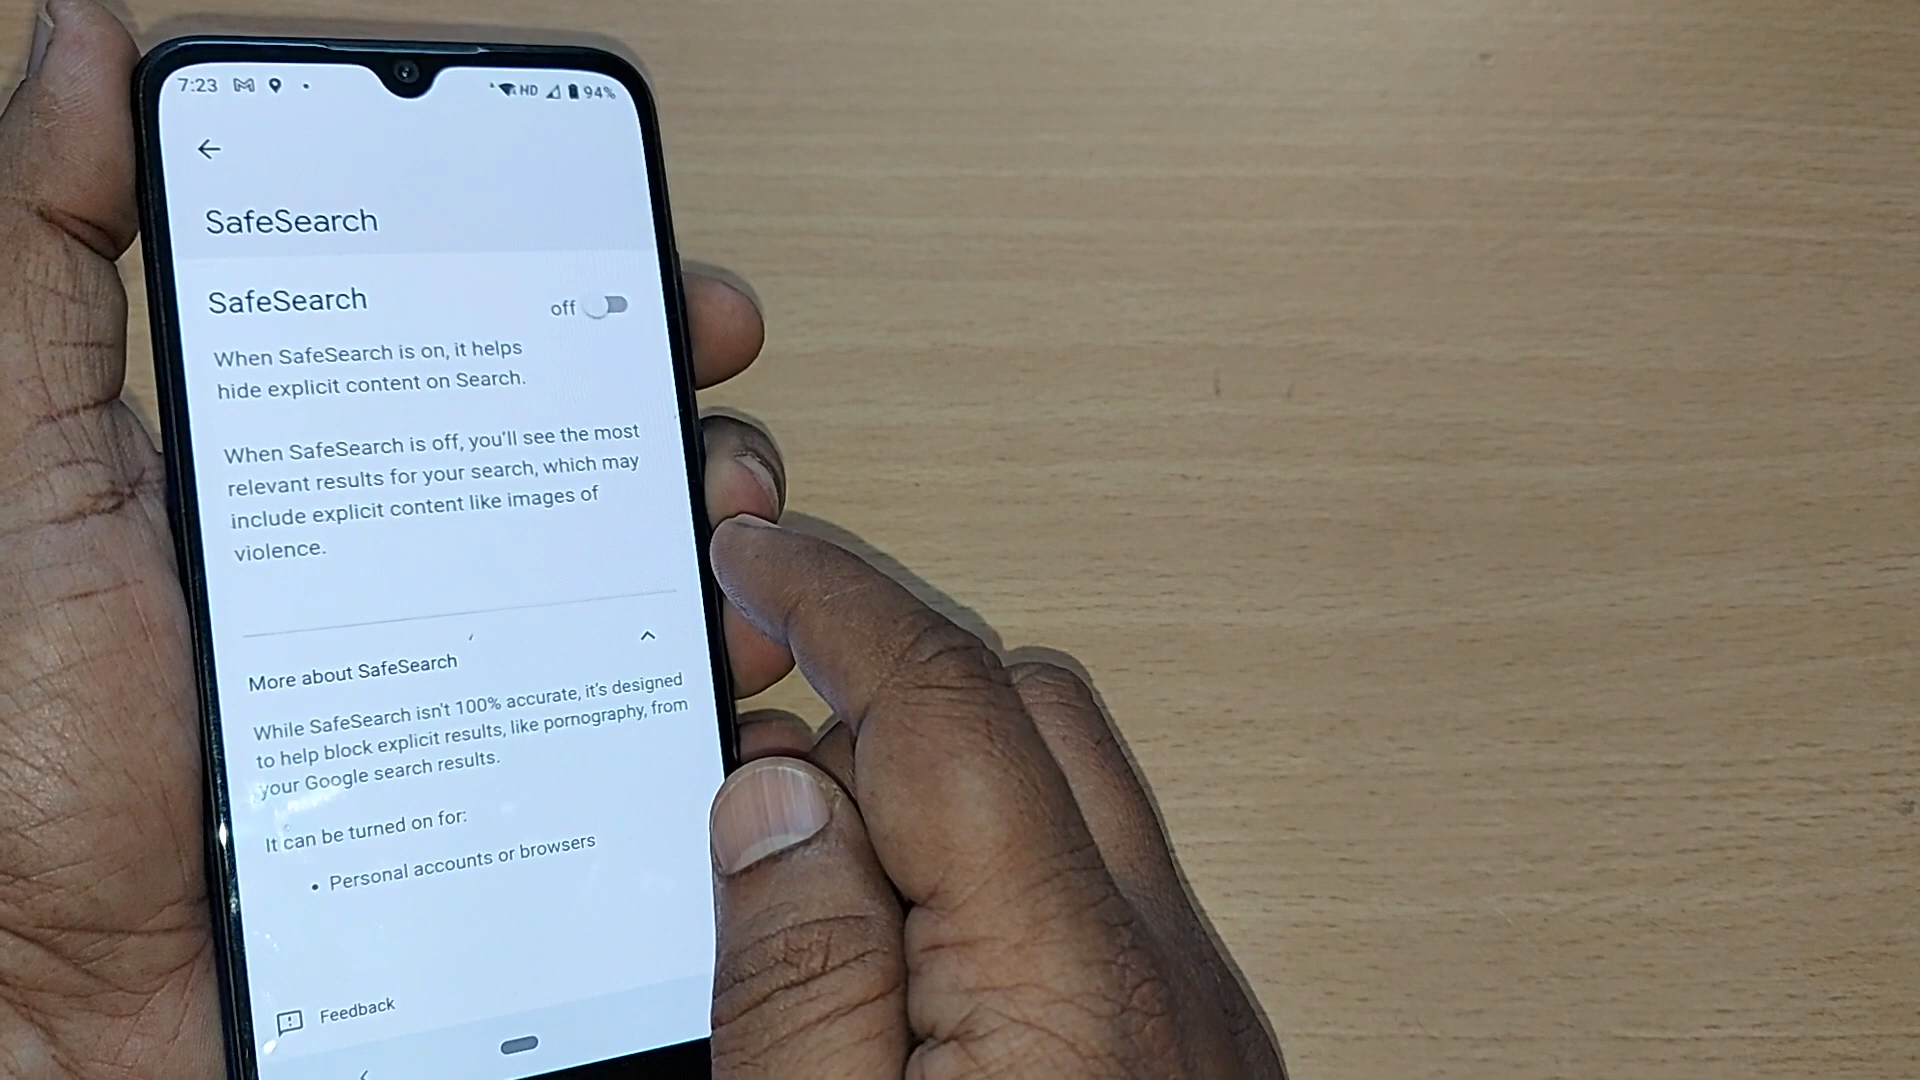 7:23 HD 94%
SafeSearch
SafeSearch
off
When SafeSearch is on, it helps
hide explicit content on Search.
When SafeSearch is off, you'll see the most
relevant results for your search, which may
include explicit content like images of
violence.
More about SafeSearch
While SafeSearch isn't 100% accurate, it's designed
to help block explicit results, like pornography, from
your Google search results.
It can be turned on for:
• Personal accounts or browsers
Feedback